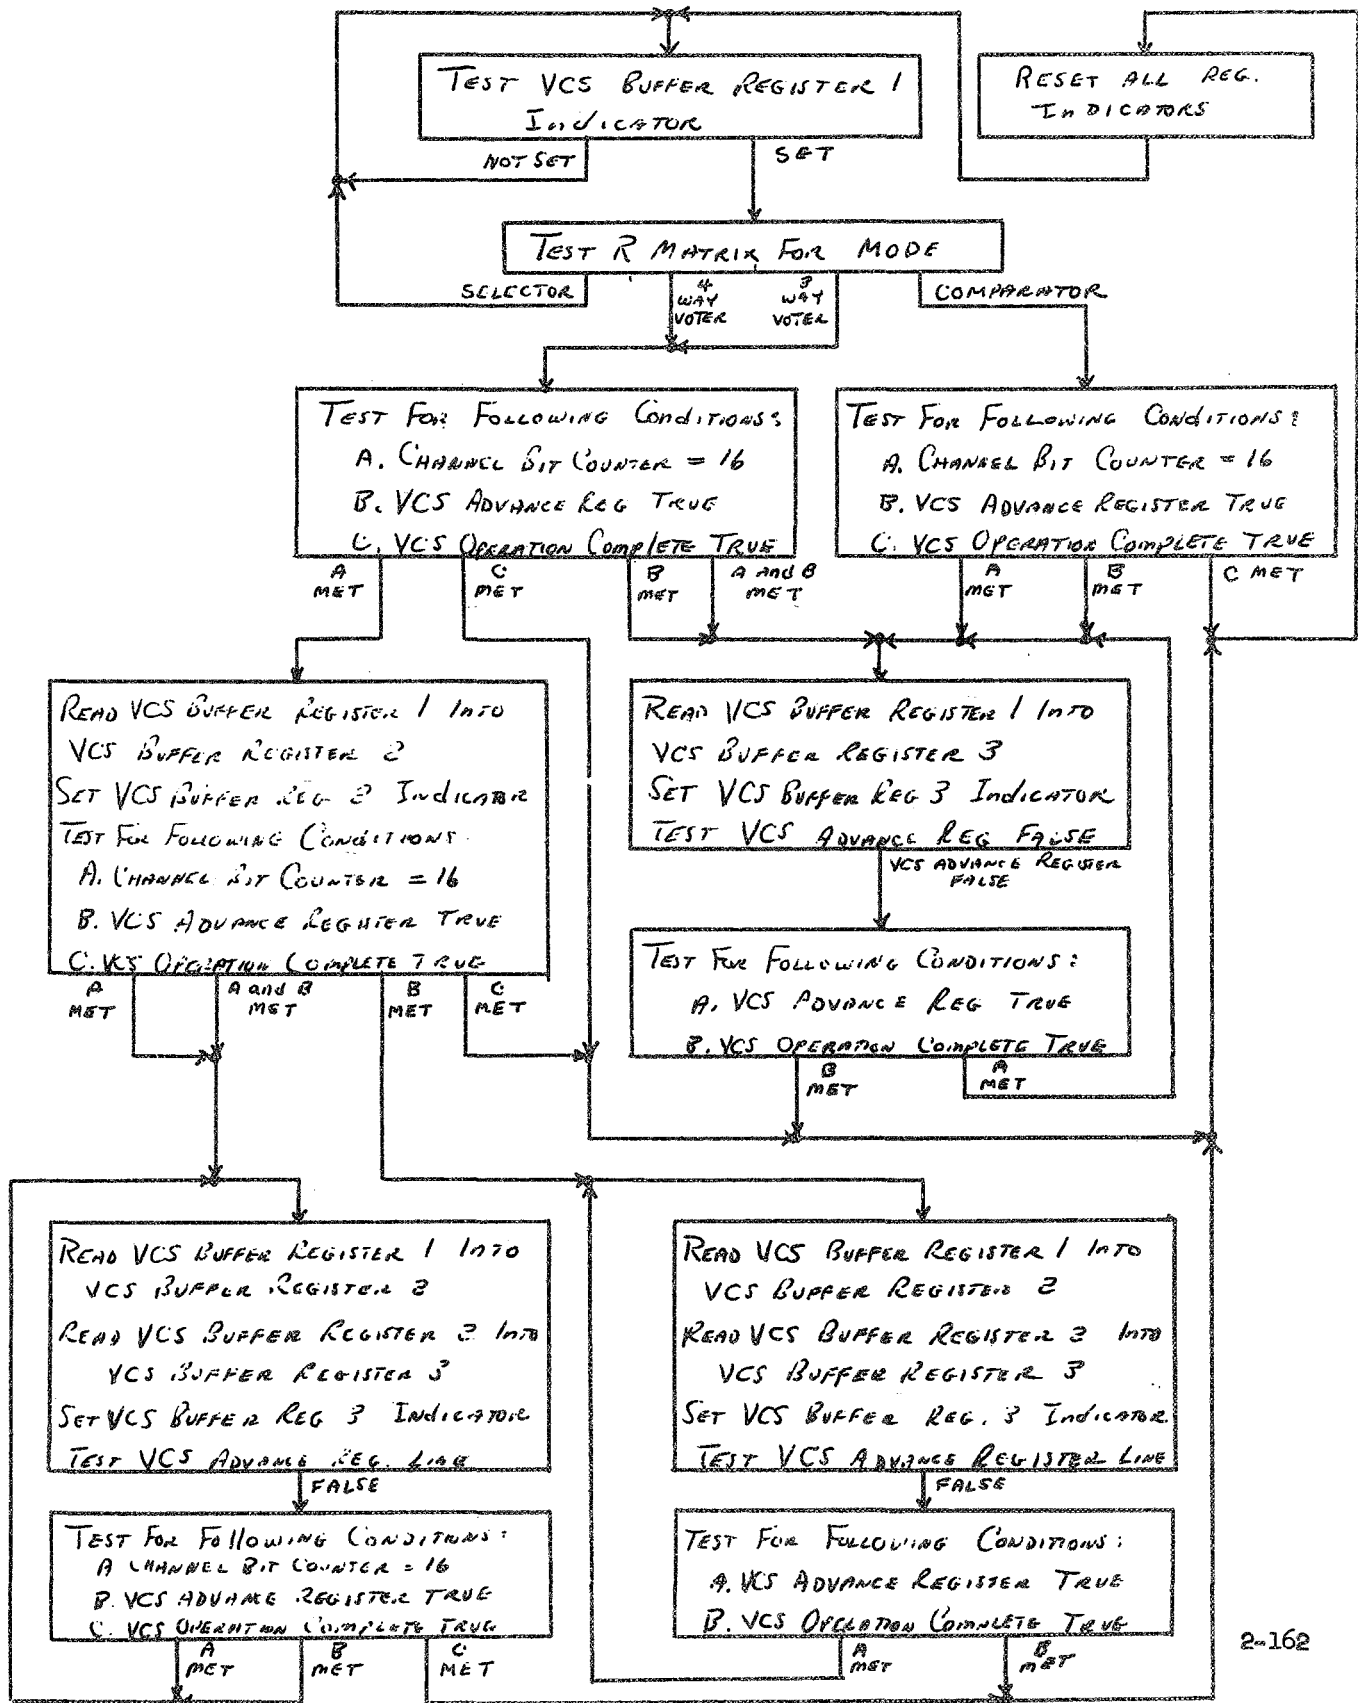 TEST VCS BUFFER REGISTER 1
INDICATOR
RESET ALL REG.
INDICATORS
NOT SET
SET
TEST R MATRIX FOR MODE
SELECTOR
4
WAY
VOTER
3
WAY
VOTER
COMPARATOR
TEST FOR FOLLOWING CONDITIONS:
A. CHANNEL BIT COUNTER = 16
B. VCS ADVANCE REG TRUE
C. VCS OPERATION COMPLETE TRUE
TEST FOR FOLLOWING CONDITIONS:
A. CHANNEL BIT COUNTER = 16
B. VCS ADVANCE REGISTER TRUE
C. VCS OPERATION COMPLETE TRUE
A
MET
C
MET
B
MET
A AND B
MET
A
MET
B
MET
C MET
READ VCS BUFFER REGISTER 1 INTO
VCS BUFFER REGISTER 2
SET VCS BUFFER REG 2 INDICATOR
TEST FOR FOLLOWING CONDITIONS
A. CHANNEL BIT COUNTER = 16
B. VCS ADVANCE REGISTER TRUE
C. VCS OPERATION COMPLETE TRUE
READ VCS BUFFER REGISTER 1 INTO
VCS BUFFER REGISTER 3
SET VCS BUFFER REG 3 INDICATOR
TEST VCS ADVANCE REG FALSE
VCS ADVANCE REGISTER
FALSE
TEST FOR FOLLOWING CONDITIONS:
A. VCS ADVANCE REG TRUE
B. VCS OPERATION COMPLETE TRUE
A
MET
A and B
MET
B
MET
C
MET
B
MET
A
MET
READ VCS BUFFER REGISTER 1 INTO
VCS BUFFER REGISTER 2
READ VCS BUFFER REGISTER 2 INTO
VCS BUFFER REGISTER 3
SET VCS BUFFER REG 3 INDICATOR
TEST VCS ADVANCE REG. LINE
READ VCS BUFFER REGISTER 1 INTO
VCS BUFFER REGISTER 2
READ VCS BUFFER REGISTER 2 INTO
VCS BUFFER REGISTER 3
SET VCS BUFFER REG. 3 INDICATOR
TEST VCS ADVANCE REGISTER LINE
FALSE
FALSE
TEST FOR FOLLOWING CONDITIONS:
A CHANNEL BIT COUNTER = 16
B. VCS ADVANCE REGISTER TRUE
C. VCS OPERATION COMPLETE TRUE
TEST FOR FOLLOWING CONDITIONS:
A. VCS ADVANCE REGISTER TRUE
B. VCS OPERATION COMPLETE TRUE
A
MET
B
MET
C
MET
A
MET
B
MET
2-162